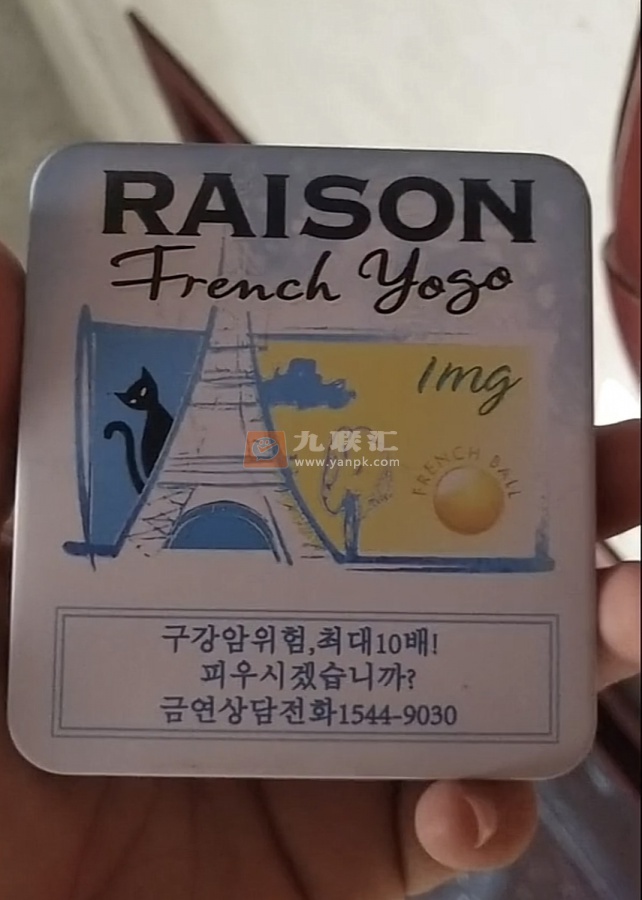 RAISON
French Yogo
1mg
九联汇
www.yanpk.com
FRENCH BALL
구강암위험,최대10배!
피우시겠습니까?
금연상담전화1544-9030